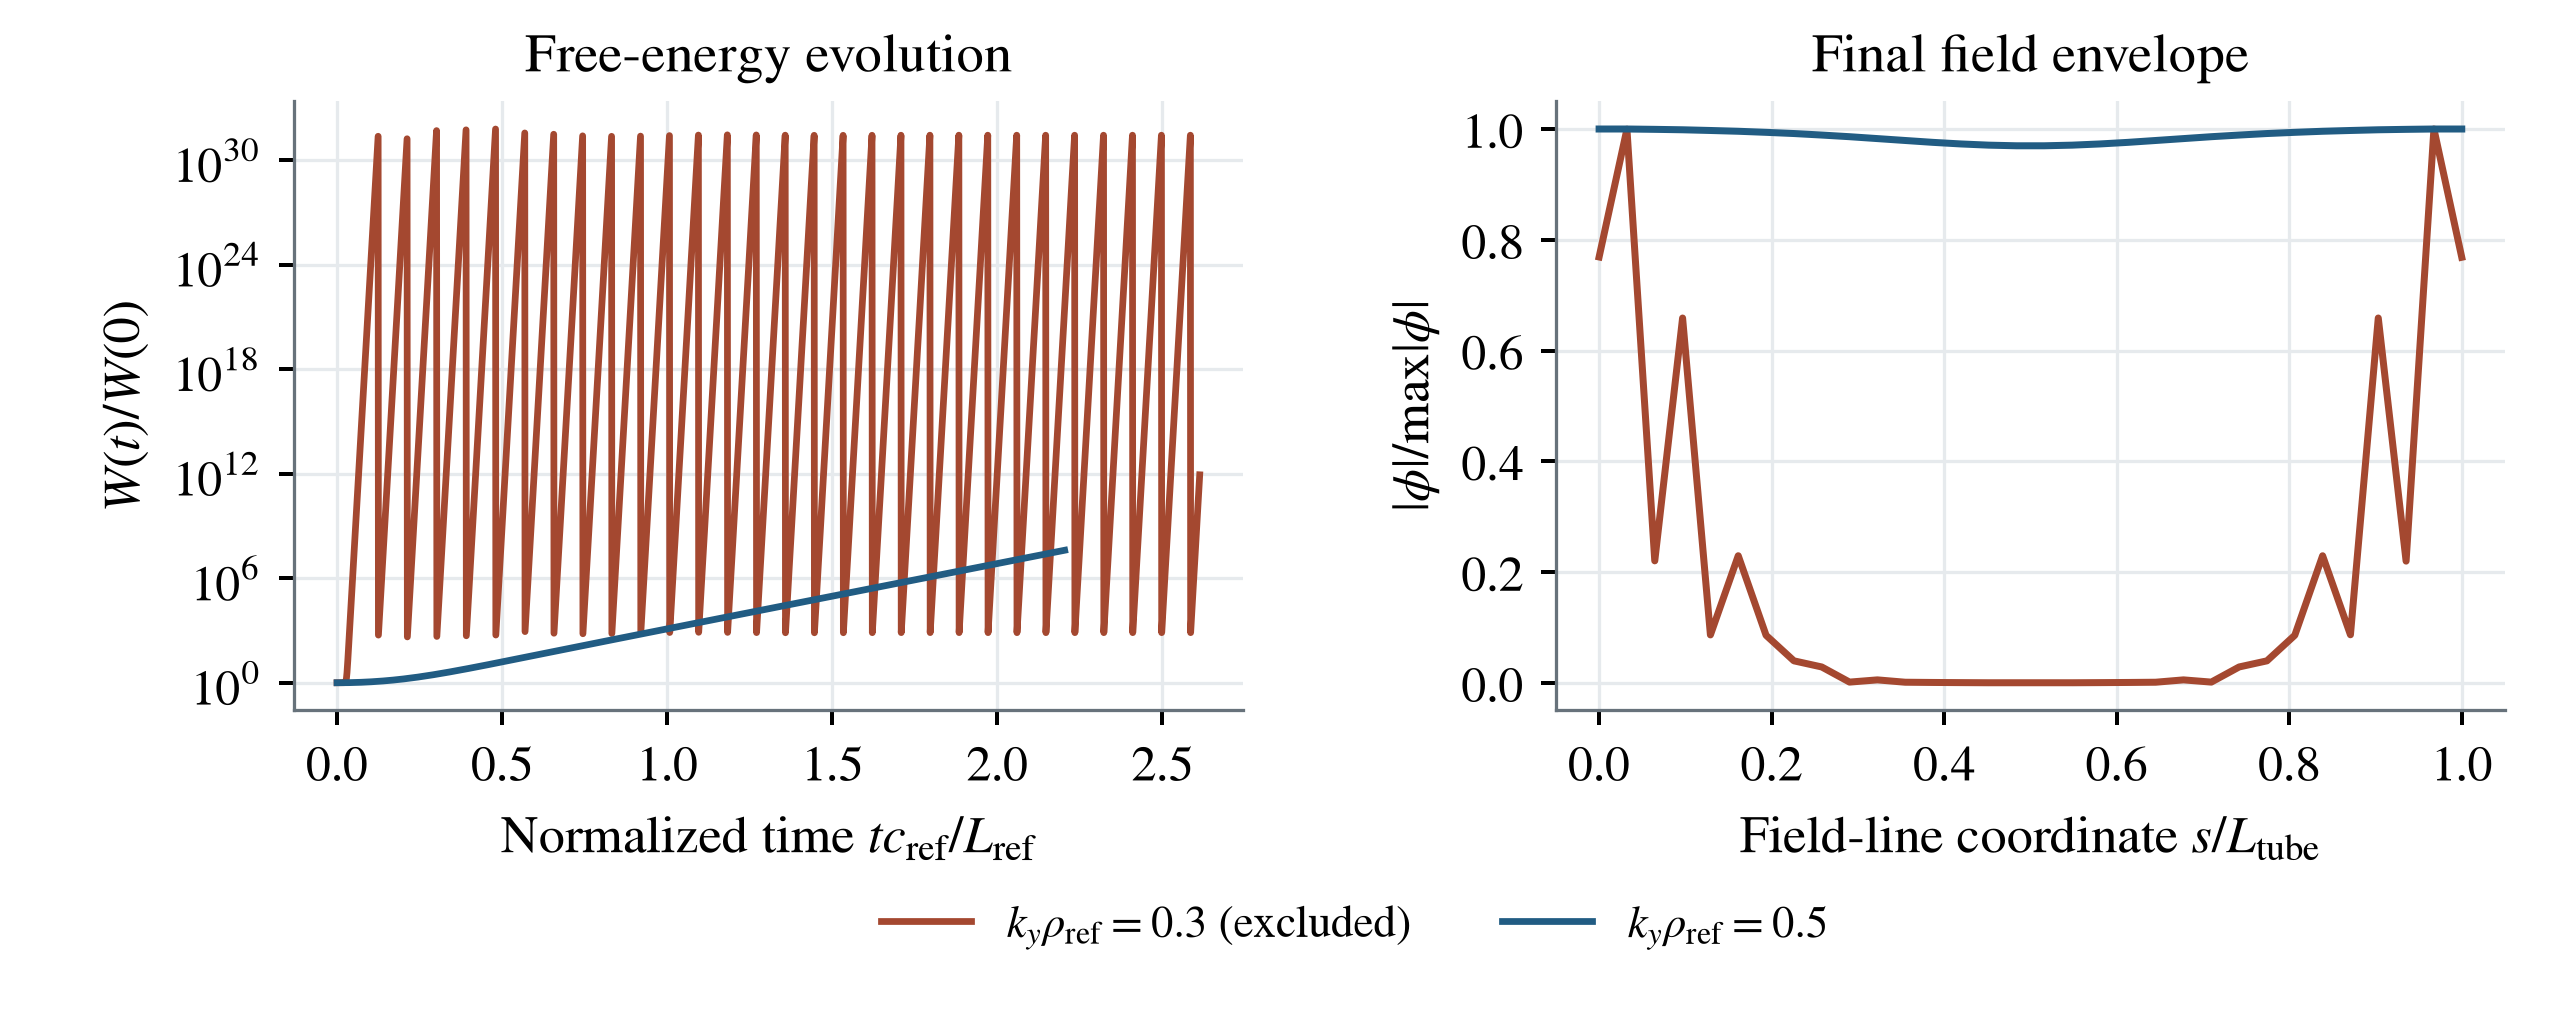 Free-energy evolution
W(t)/W(0)
10^30
10^24
10^18
10^12
10^6
10^0
0.0 0.5 1.0 1.5 2.0 2.5
Normalized time tc_ref/L_ref
Final field envelope
|ϕ|/max|ϕ|
1.0
0.8
0.6
0.4
0.2
0.0
0.0 0.2 0.4 0.6 0.8 1.0
Field-line coordinate s/L_tube
k_yρ_ref = 0.3 (excluded)
k_yρ_ref = 0.5